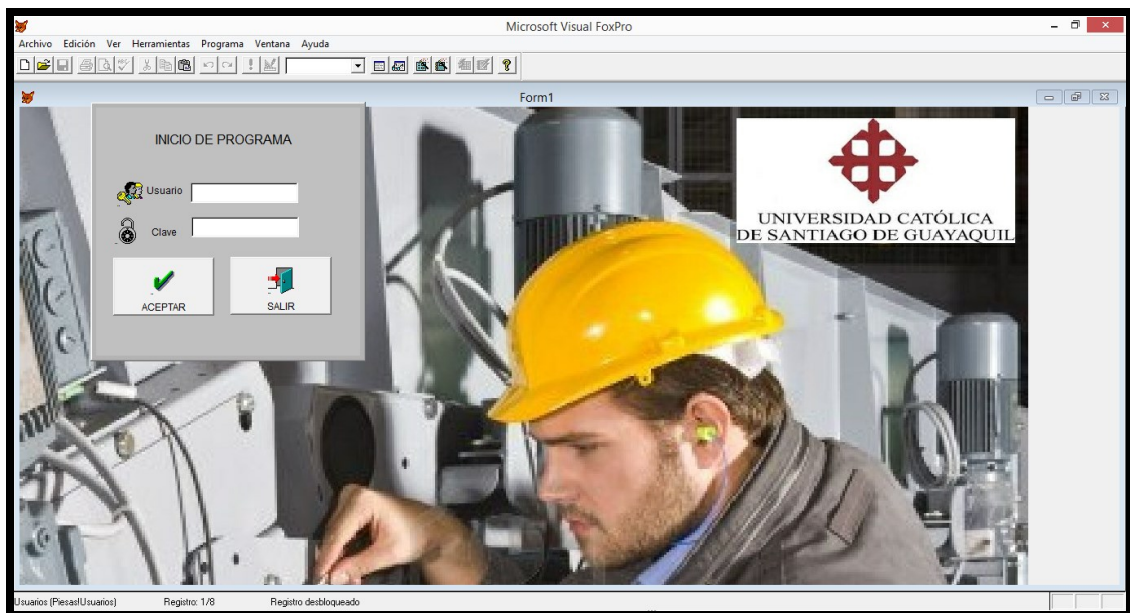 Microsoft Visual FoxPro
Archivo Edición Ver Herramientas Programa Ventana Ayuda
Form1
INICIO DE PROGRAMA
Usuario
Clave
ACEPTAR SALIR
UNIVERSIDAD CATÓLICA
DE SANTIAGO DE GUAYAQUIL
Usuarios (Piesas!Usuarios) Registro: 1/8 Registro desbloqueado